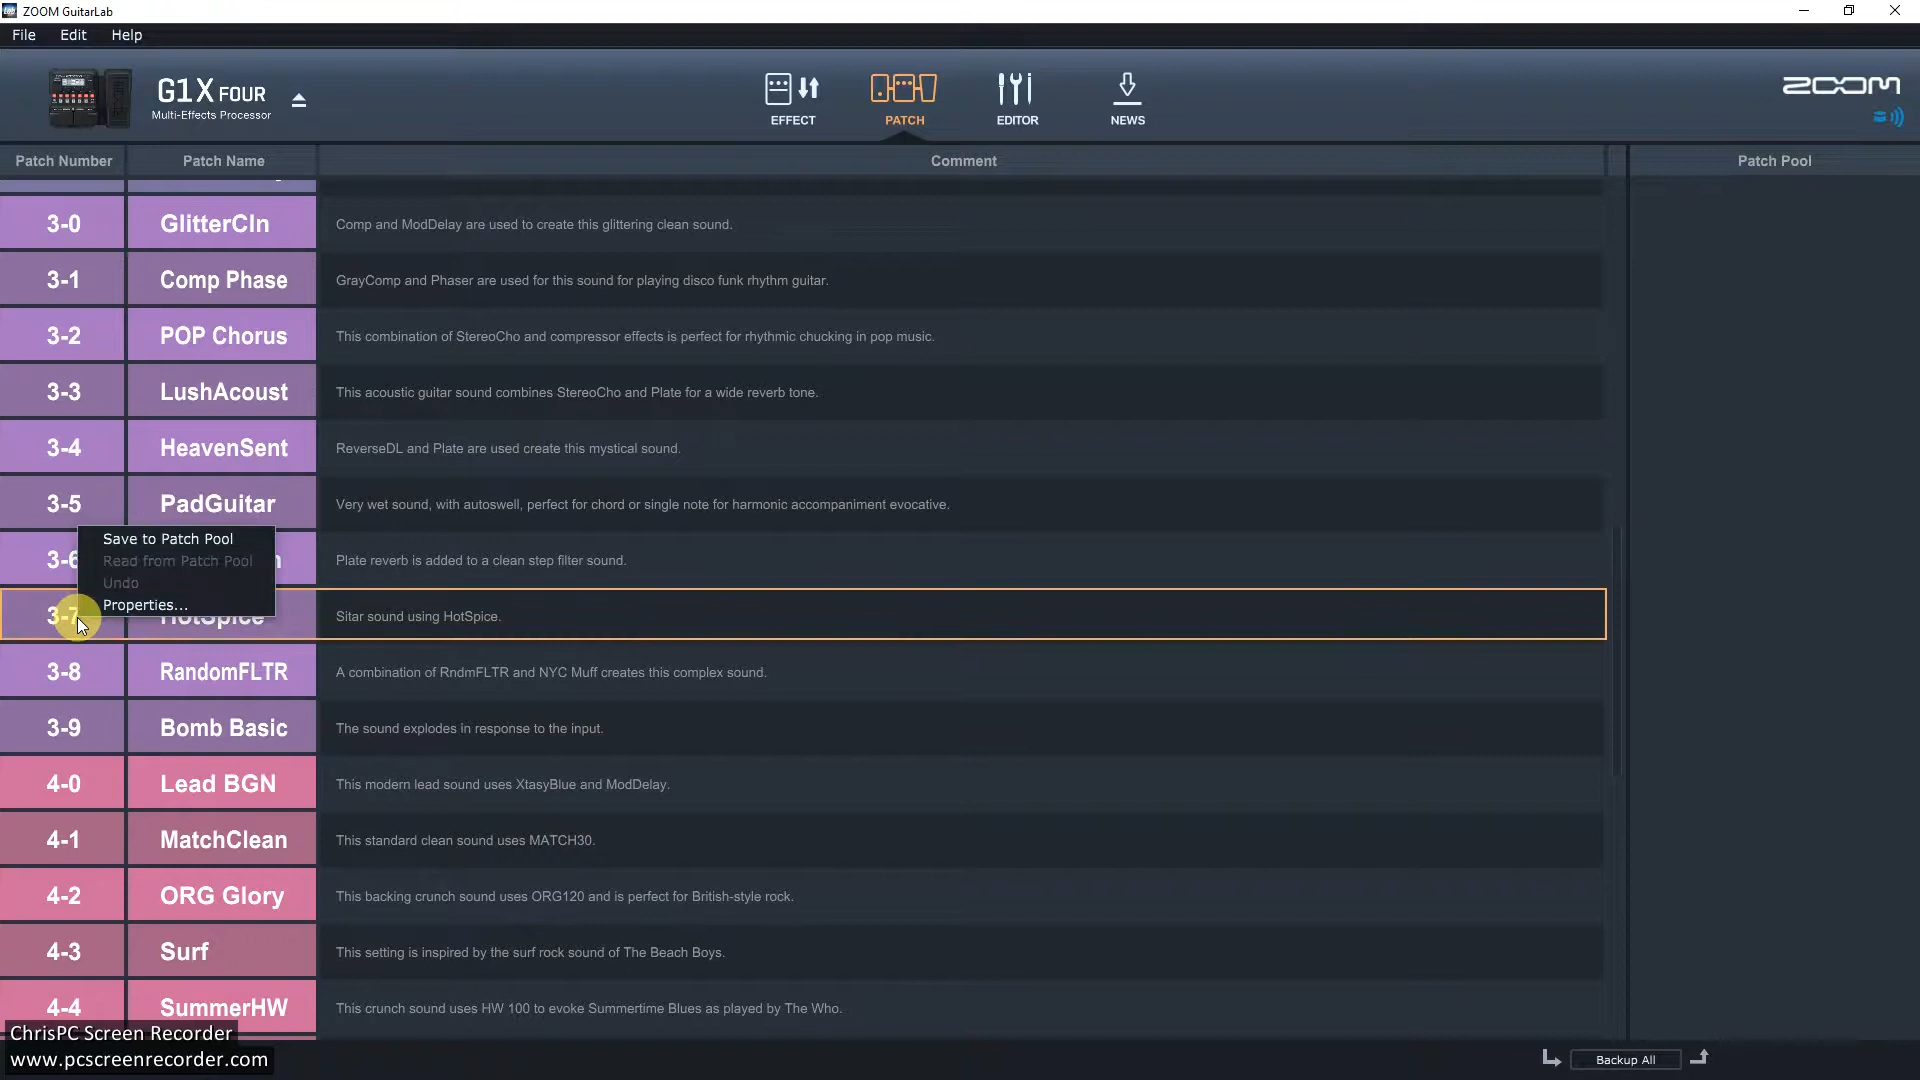 ZOOM GuitarLab
File Edit Help
G1X FOUR
Multi-Effects Processor
EFFECT PATCH EDITOR NEWS
ZOOM
Patch Number Patch Name Comment Patch Pool
3-0 GlitterCln Comp and ModDelay are used to create this glittering clean sound.
3-1 Comp Phase GrayComp and Phaser are used for this sound for playing disco funk rhythm guitar.
3-2 POP Chorus This combination of StereoCho and compressor effects is perfect for rhythmic chucking in pop music.
3-3 LushAcoust This acoustic guitar sound combines StereoCho and Plate for a wide reverb tone.
3-4 HeavenSent ReverseDL and Plate are used create this mystical sound.
3-5 PadGuitar Very wet sound, with autoswell, perfect for chord or single note for harmonic accompaniment evocative.
Save to Patch Pool
3-6 Plate reverb is added to a clean step filter sound.
Read from Patch Pool
Undo
Properties...
3-7 HotSpice Sitar sound using HotSpice.
3-8 RandomFLTR A combination of RndmFLTR and NYC Muff creates this complex sound.
3-9 Bomb Basic The sound explodes in response to the input.
4-0 Lead BGN This modern lead sound uses XtasyBlue and ModDelay.
4-1 MatchClean This standard clean sound uses MATCH30.
4-2 ORG Glory This backing crunch sound uses ORG120 and is perfect for British-style rock.
4-3 Surf This setting is inspired by the surf rock sound of The Beach Boys.
4-4 SummerHW This crunch sound uses HW 100 to evoke Summertime Blues as played by The Who.
ChrisPC Screen Recorder
www.pcscreenrecorder.com
Backup All